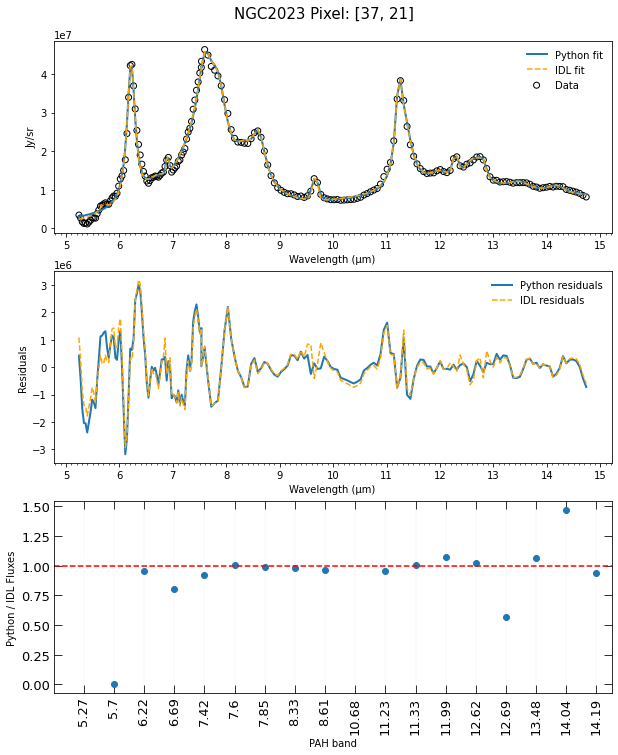 NGC2023 Pixel: [37, 21]
1e7
Python fit
IDL fit
Data
Jy/sr
4
3
2
1
0
5 6 7 8 9 10 11 12 13 14 15
Wavelength (μm)
1e6
Python residuals
IDL residuals
Residuals
3
2
1
0
−1
−2
−3
5 6 7 8 9 10 11 12 13 14 15
Wavelength (μm)
Python / IDL Fluxes
1.50
1.25
1.00
0.75
0.50
0.25
0.00
5.27 5.7 6.22 6.69 7.42 7.6 7.85 8.33 8.61 10.68 11.23 11.33 11.99 12.62 12.69 13.48 14.04 14.19
PAH band